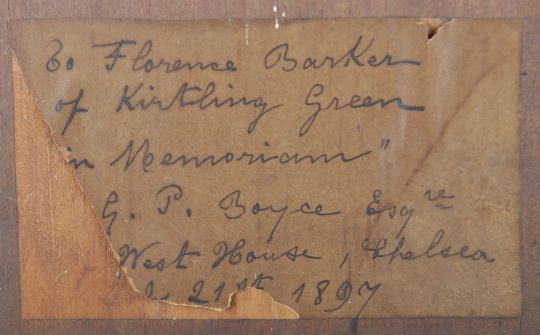 To Florence Barker
of Kirtling Green
in Memoriam"
G. P. Boyce Esqre
West House, Chelsea
21st 1897